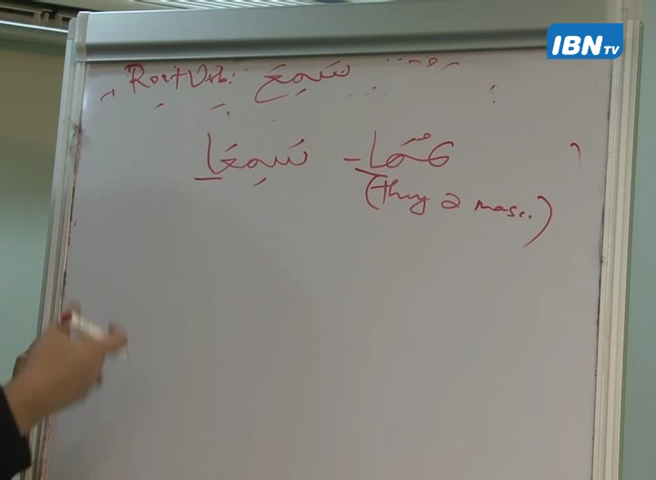 IBN TV
Root Verb: سَمِعَ
هُمَا – سَمِعَا
(they 2 masc.)